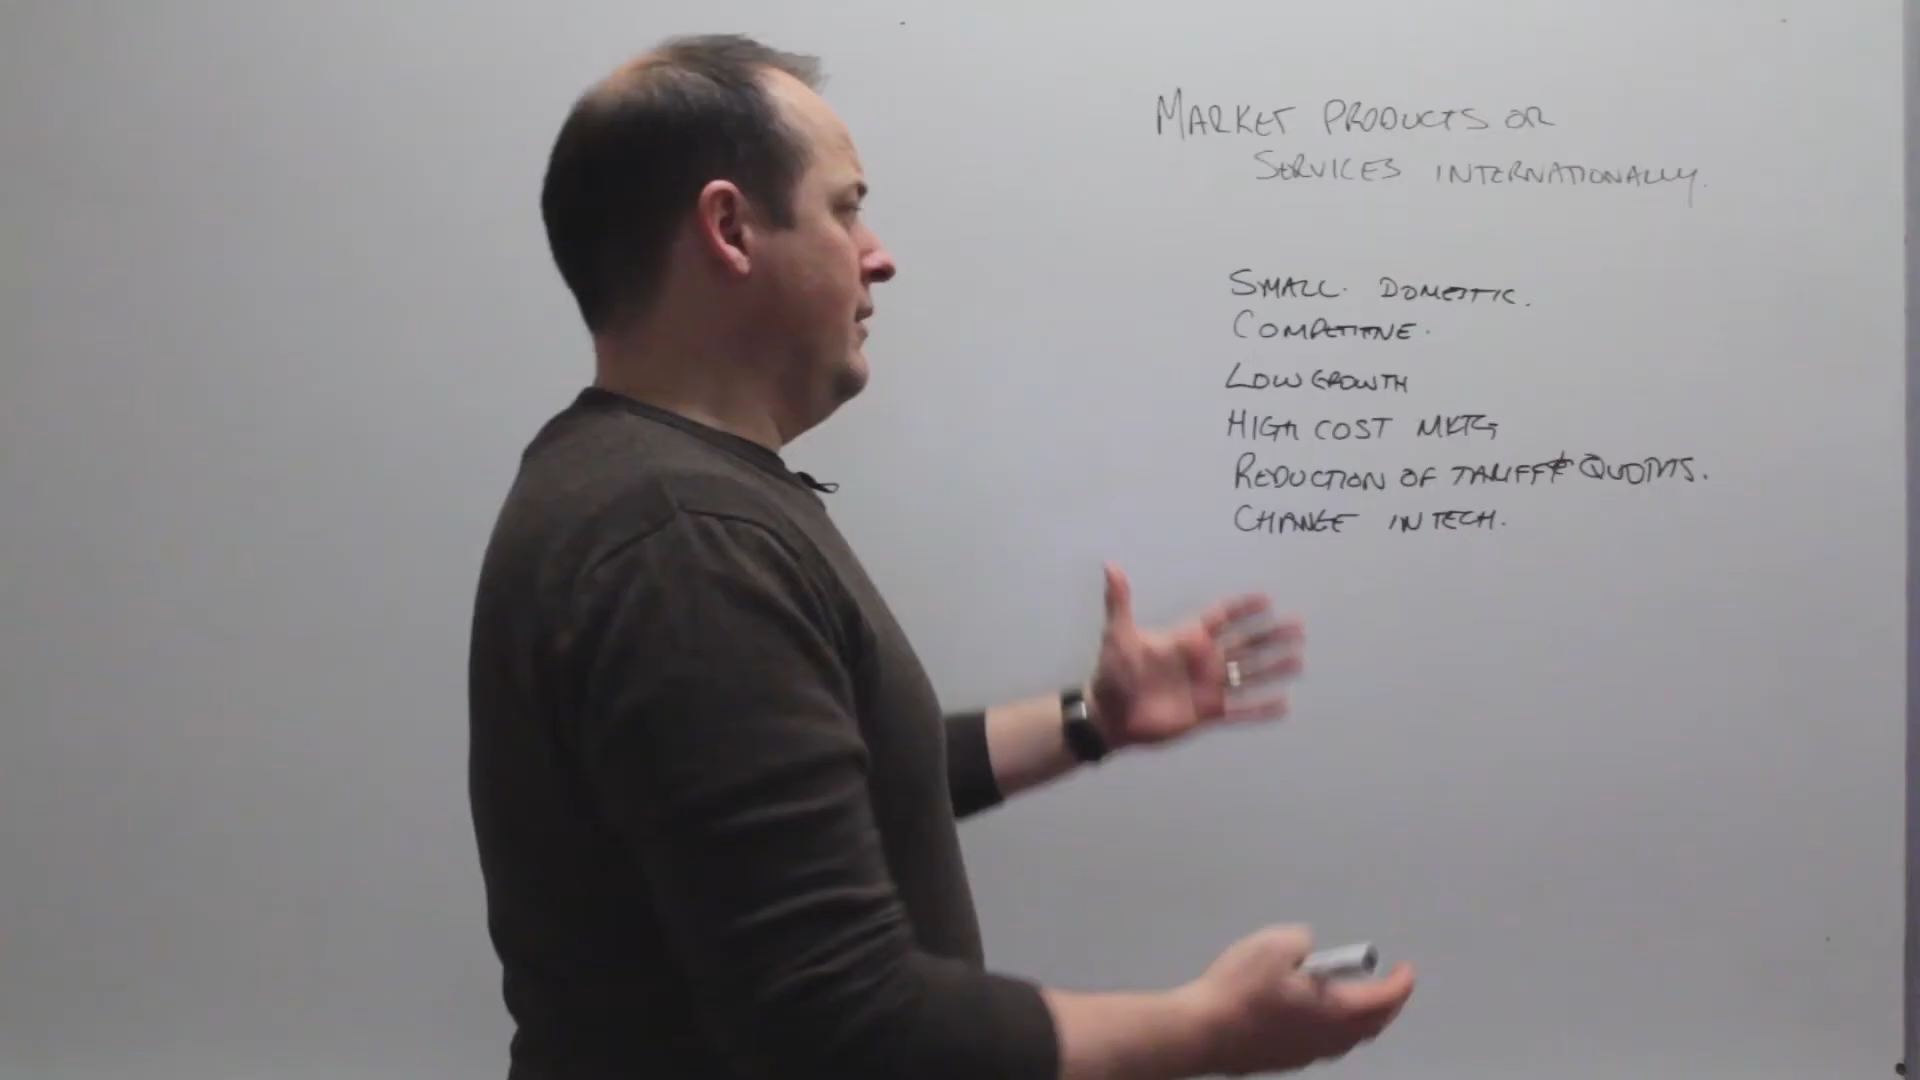 MARKET PRODUCTS OR
SERVICES INTERNATIONALLY.
SMALL. DOMESTIC.
COMPETITIVE.
LOW GROWTH
HIGH COST MKTG
REDUCTION OF TARIFF & QUOTAS.
CHANGE IN TECH.